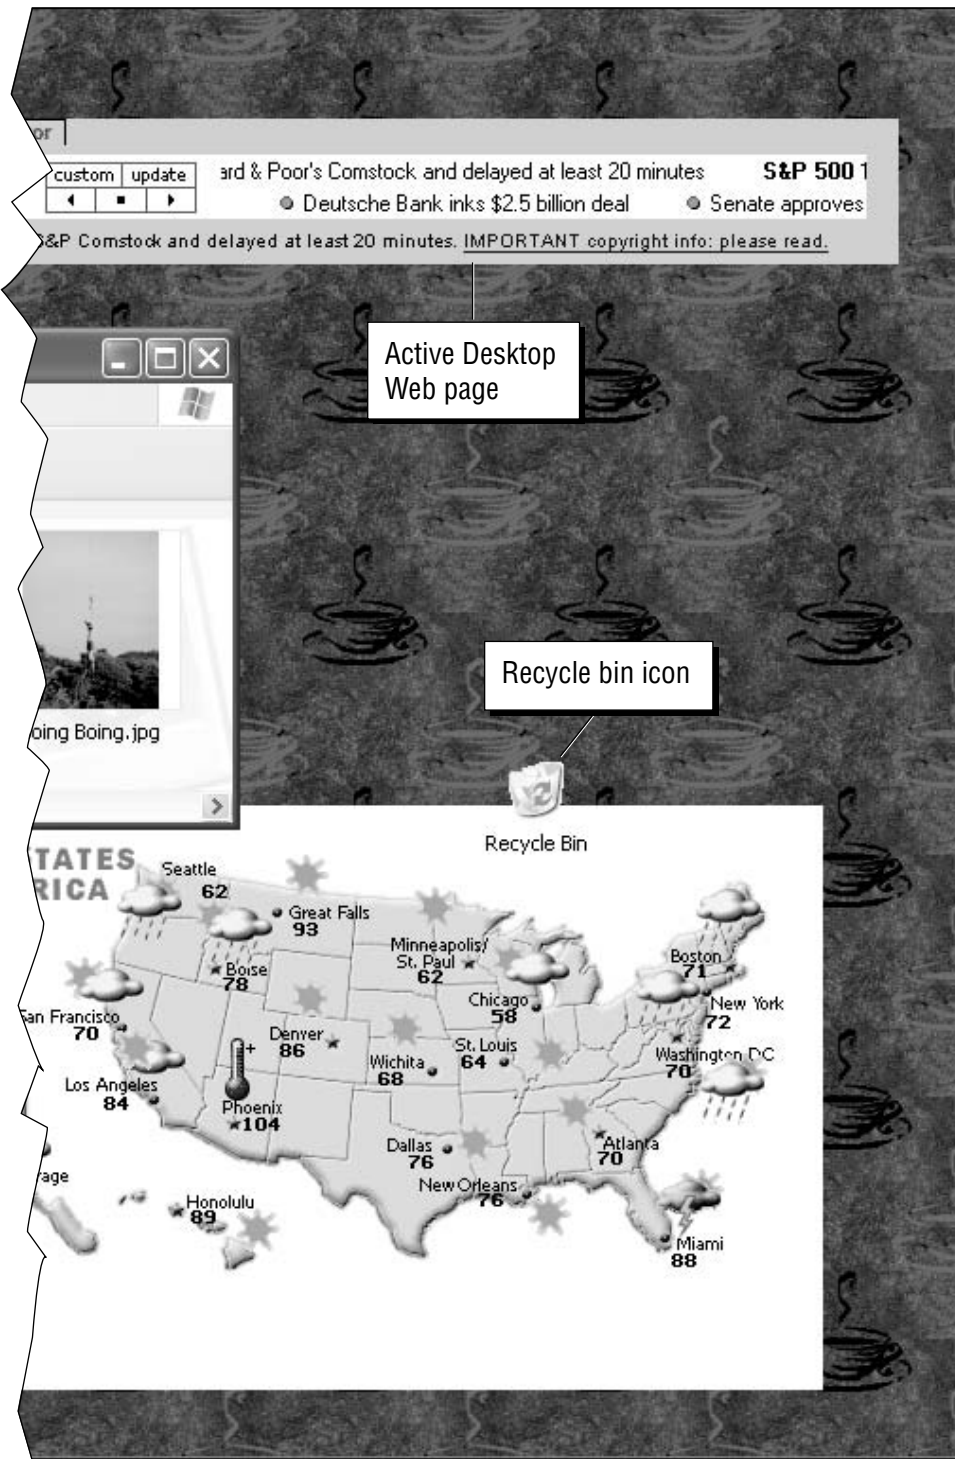 or
custom update
ard & Poor's Comstock and delayed at least 20 minutes S&P 500 1
Deutsche Bank inks $2.5 billion deal Senate approves
S&P Comstock and delayed at least 20 minutes. IMPORTANT copyright info: please read.
Active Desktop
Web page
Recycle bin icon
oing Boing.jpg
Recycle Bin
TATES
RICA
Seattle
62
Great Falls
93
Minneapolis/
St. Paul
62
Boise
78
Boston
71
Chicago
58
New York
72
San Francisco
70
Denver
86
St. Louis
64
Wichita
68
Washington DC
70
Los Angeles
84
Phoenix
104
Dallas
76
Atlanta
70
rage
New Orleans
76
Honolulu
89
Miami
88